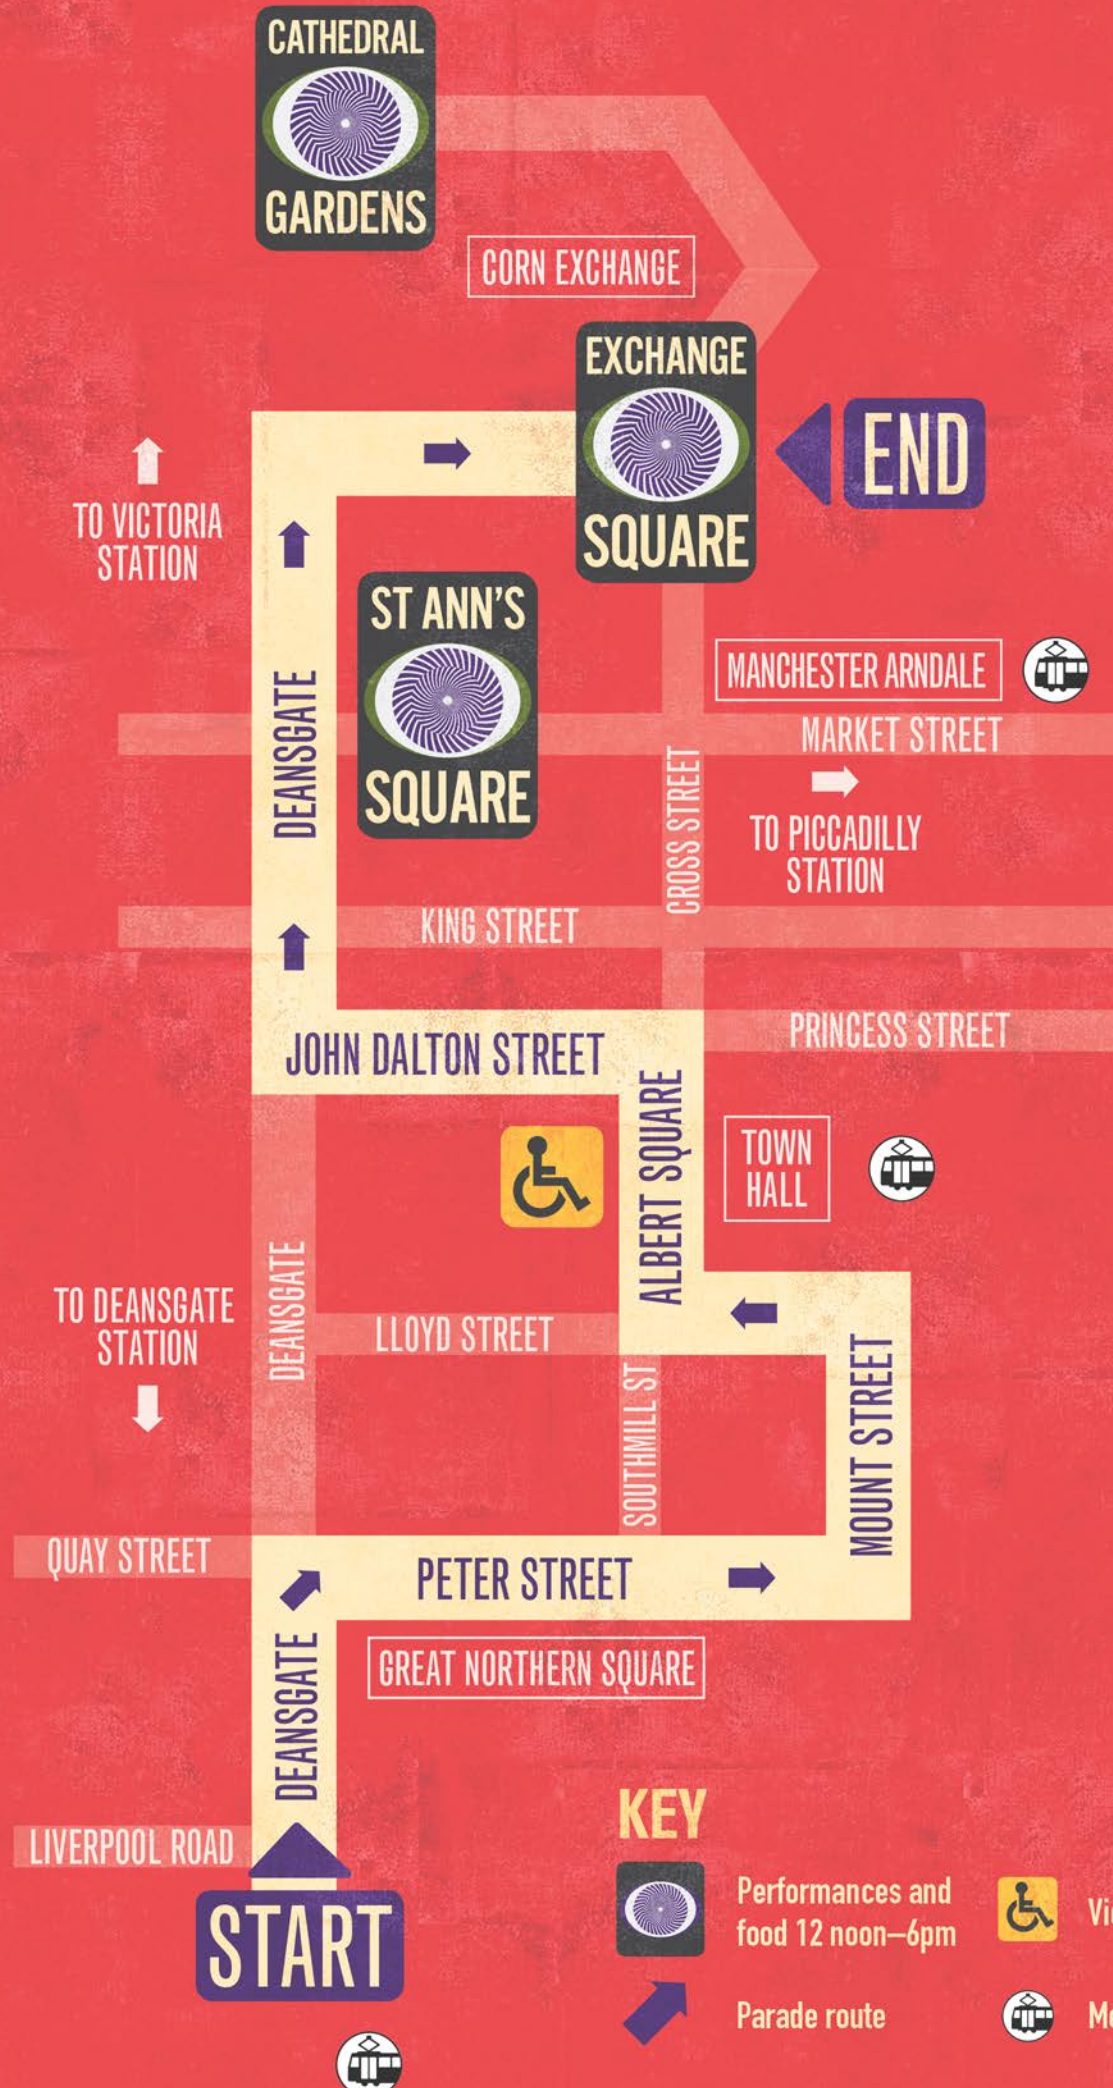 CATHEDRAL
GARDENS
CORN EXCHANGE
EXCHANGE
SQUARE
END
TO VICTORIA
STATION
ST ANN'S
SQUARE
MANCHESTER ARNDALE
MARKET STREET
DEANSGATE
CROSS STREET
TO PICCADILLY
STATION
KING STREET
JOHN DALTON STREET
PRINCESS STREET
ALBERT SQUARE
TOWN
HALL
TO DEANSGATE
STATION
DEANSGATE
LLOYD STREET
SOUTHMILL ST
MOUNT STREET
QUAY STREET
PETER STREET
GREAT NORTHERN SQUARE
DEANSGATE
LIVERPOOL ROAD
START
KEY
Performances and
food 12 noon–6pm
Parade route